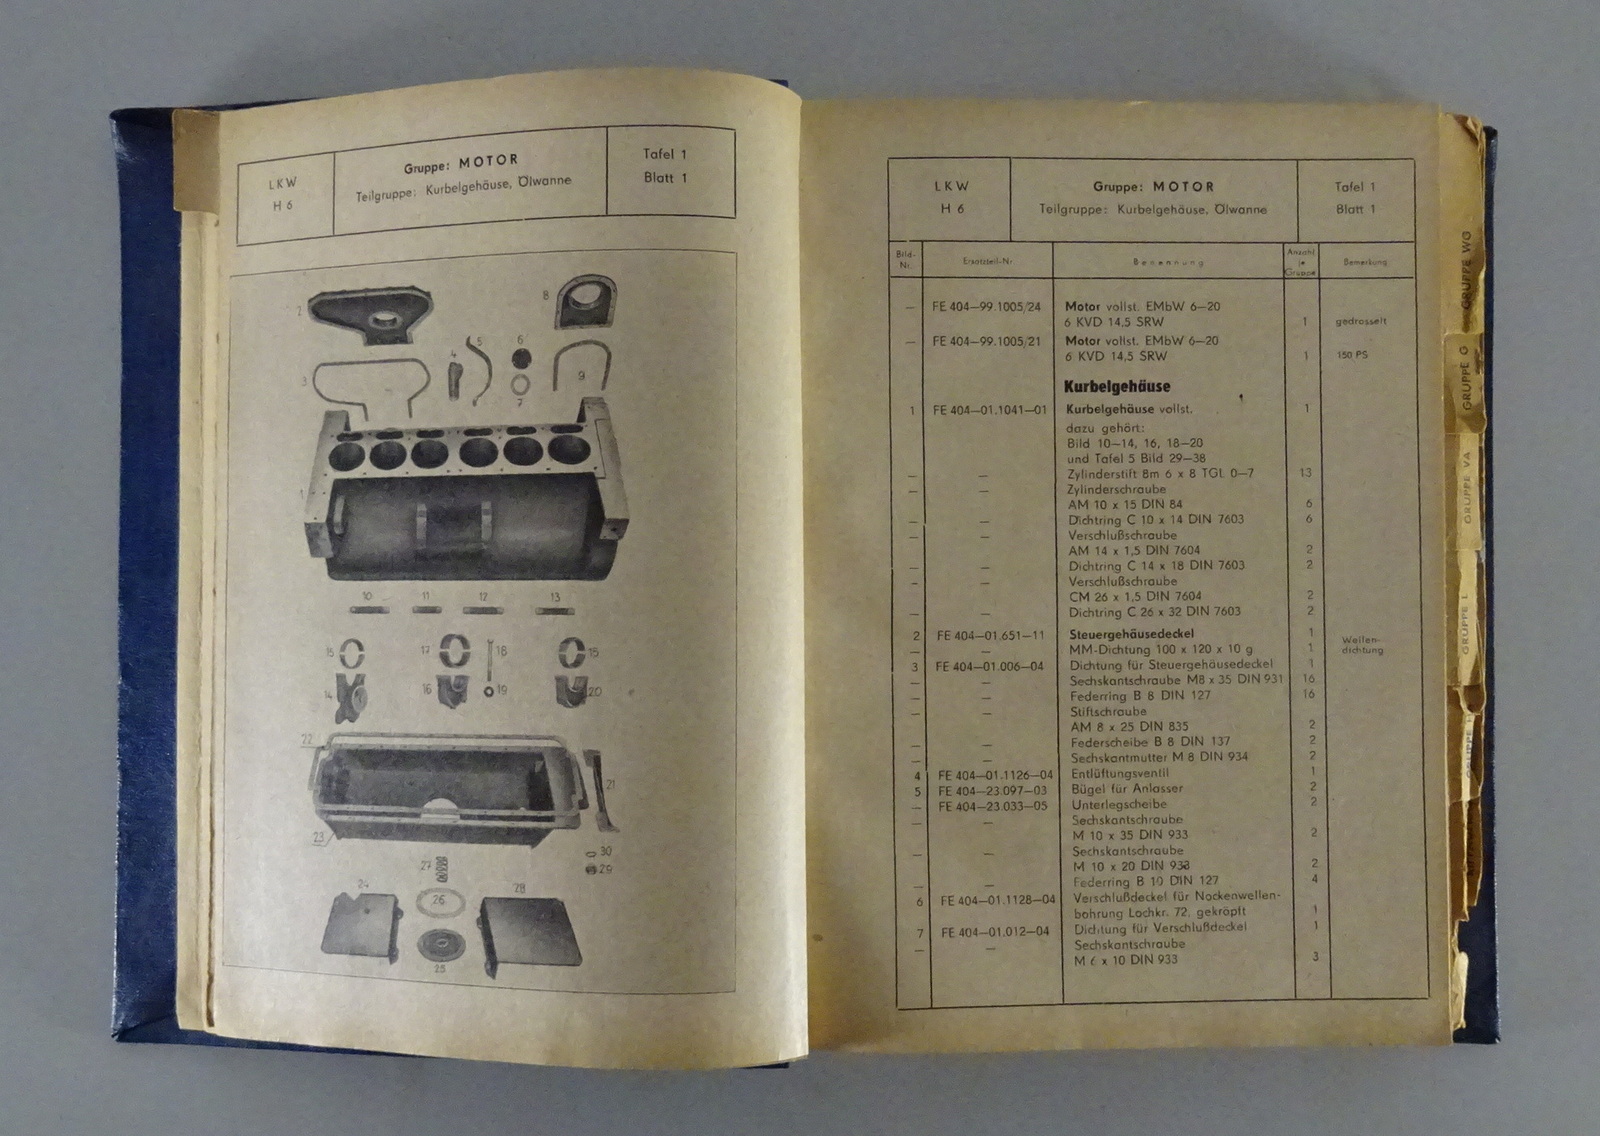 LKW
H 6
Gruppe: MOTOR
Teilgruppe: Kurbelgehäuse, Ölwanne
Tafel 1
Blatt 1
2
8
3
4
5
6
7
9
1
10 11 12 13
15 17 18 15
14 16 19 20
22
21
23
27 30
29
24 26 28
25
LKW
H 6
Gruppe: MOTOR
Teilgruppe: Kurbelgehäuse, Ölwanne
Tafel 1
Blatt 1
Bild-Nr. Ersatzteil-Nr. Benennung Anzahl je Gruppe Bemerkung
— FE 404—99.1005/24 Motor vollst. EMbW 6—20
6 KVD 14,5 SRW 1 gedrosselt
— FE 404—99.1005/21 Motor vollst. EMbW 6—20
6 KVD 14,5 SRW 1 150 PS
Kurbelgehäuse
1 FE 404—01.1041—01 Kurbelgehäuse vollst. 1
dazu gehört:
Bild 10—14, 16, 18—20
und Tafel 5 Bild 29—38
— — Zylinderstift 8m 6 x 8 TGL 0—7 13
— — Zylinderschraube
AM 10 x 15 DIN 84 6
— — Dichtring C 10 x 14 DIN 7603 6
— — Verschlußschraube
AM 14 x 1,5 DIN 7604 2
— — Dichtring C 14 x 18 DIN 7603 2
— — Verschlußschraube
CM 26 x 1,5 DIN 7604 2
— — Dichtring C 26 x 32 DIN 7603 2
2 FE 404—01.651—11 Steuergehäusedeckel 1
— — MM-Dichtung 100 x 120 x 10 g 1 Wellen-dichtung
3 FE 404—01.006—04 Dichtung für Steuergehäusedeckel 1
— — Sechskantschraube M8 x 35 DIN 931 16
— — Federring B 8 DIN 127 16
— — Stiftschraube
AM 8 x 25 DIN 835 2
— — Federscheibe B 8 DIN 137 2
— — Sechskantmutter M 8 DIN 934 2
4 FE 404—01.1126—04 Entlüftungsventil 1
5 FE 404—23.097—03 Bügel für Anlasser 2
— FE 404—23.033—05 Unterlegscheibe 2
— — Sechskantschraube
M 10 x 35 DIN 933 2
— — Sechskantschraube
M 10 x 20 DIN 933 2
— — Federring B 10 DIN 127 4
6 FE 404—01.1128—04 Verschlußdeckel für Nockenwellen-
bohrung Lochkr. 72, gekröpft 1
7 FE 404—01.012—04 Dichtung für Verschlußdeckel 1
— — Sechskantschraube
M 6 x 10 DIN 933 3
GRUPPE WG
GRUPPE G
GRUPPE VA
GRUPPE L
GRUPPE